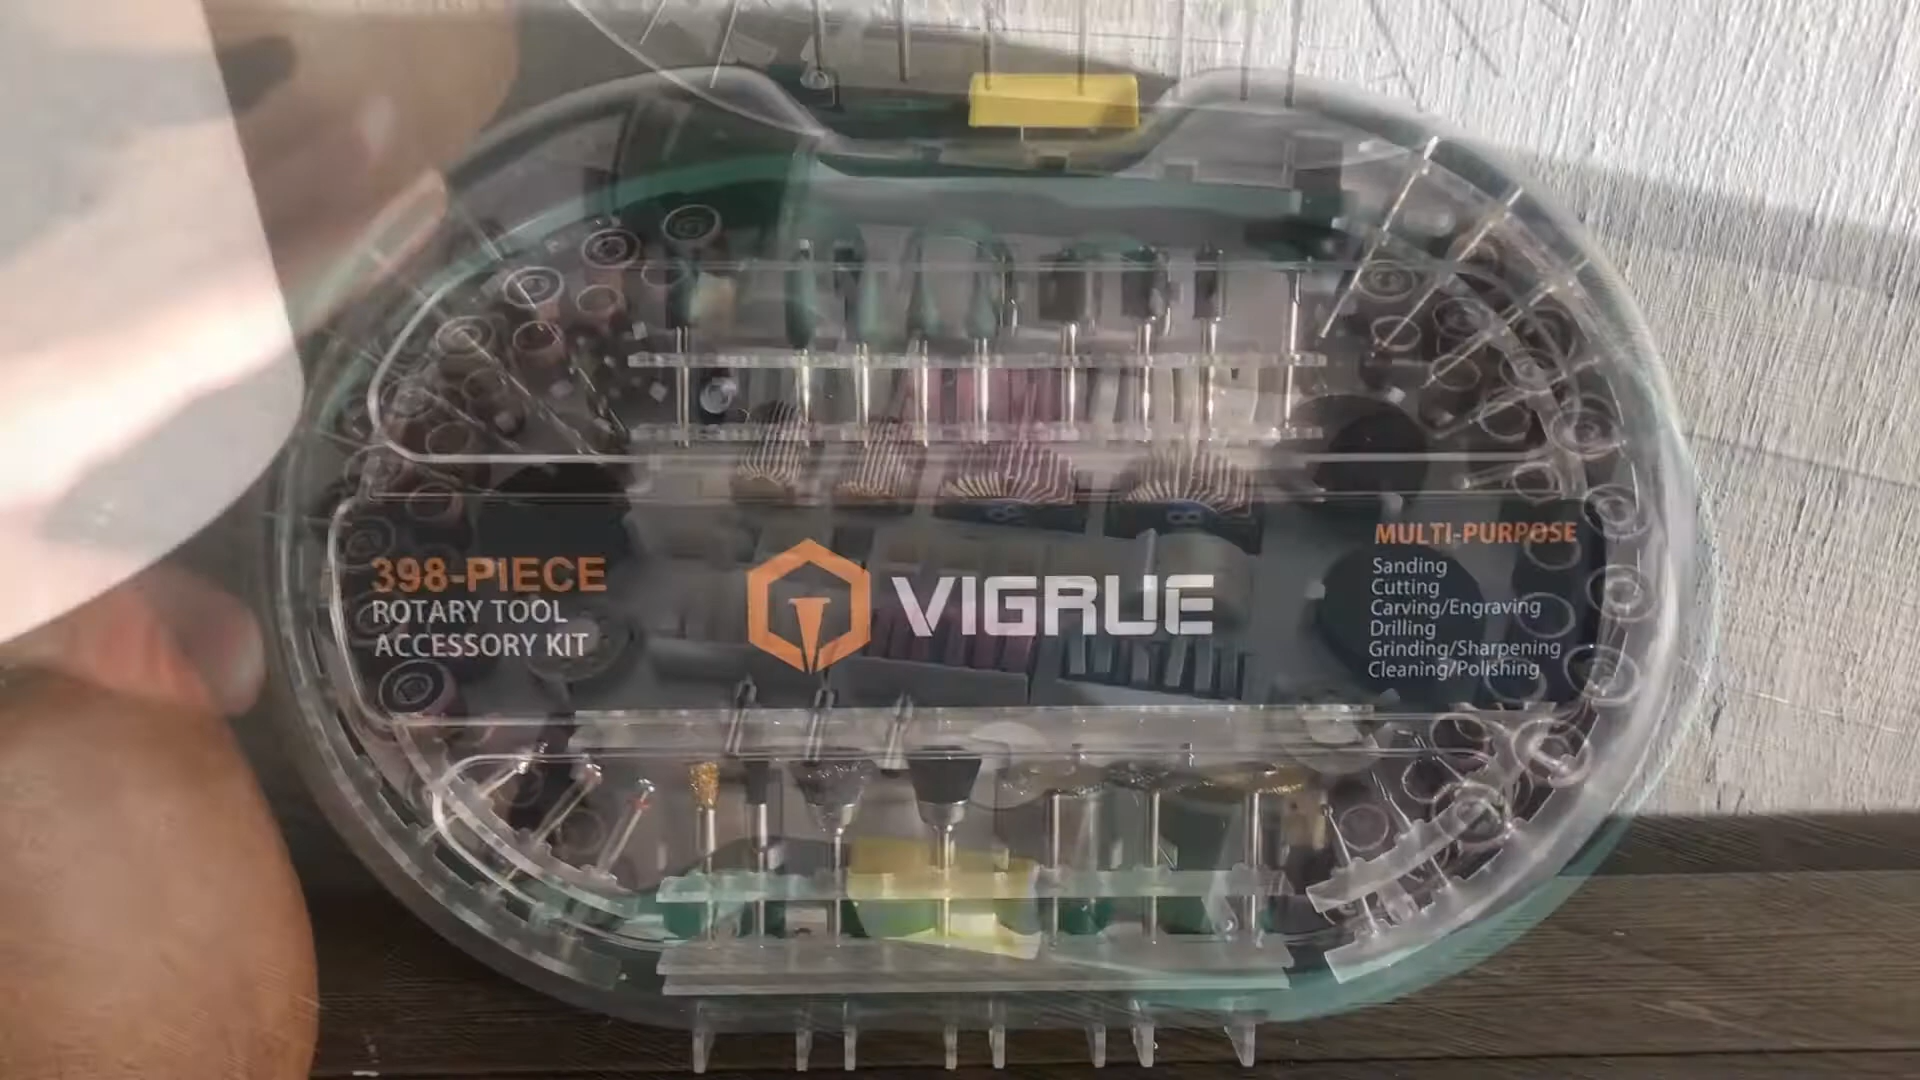 398-PIECE
ROTARY TOOL
ACCESSORY KIT
VIGRUE
MULTI-PURPOSE
Sanding
Cutting
Carving/Engraving
Drilling
Grinding/Sharpening
Cleaning/Polishing